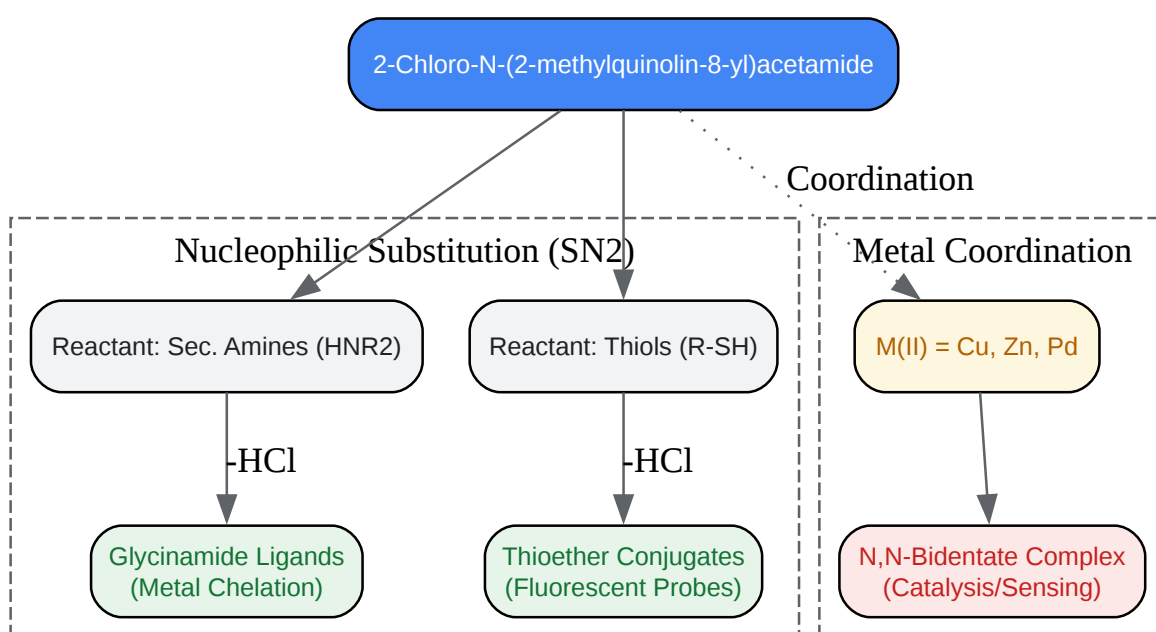 2-Chloro-N-(2-methylquinolin-8-yl)acetamide
Coordination
Nucleophilic Substitution (SN2)
Metal Coordination
Reactant: Sec. Amines (HNR2)
Reactant: Thiols (R-SH)
M(II) = Cu, Zn, Pd
-HCl
-HCl
Glycinamide Ligands
(Metal Chelation)
Thioether Conjugates
(Fluorescent Probes)
N,N-Bidentate Complex
(Catalysis/Sensing)